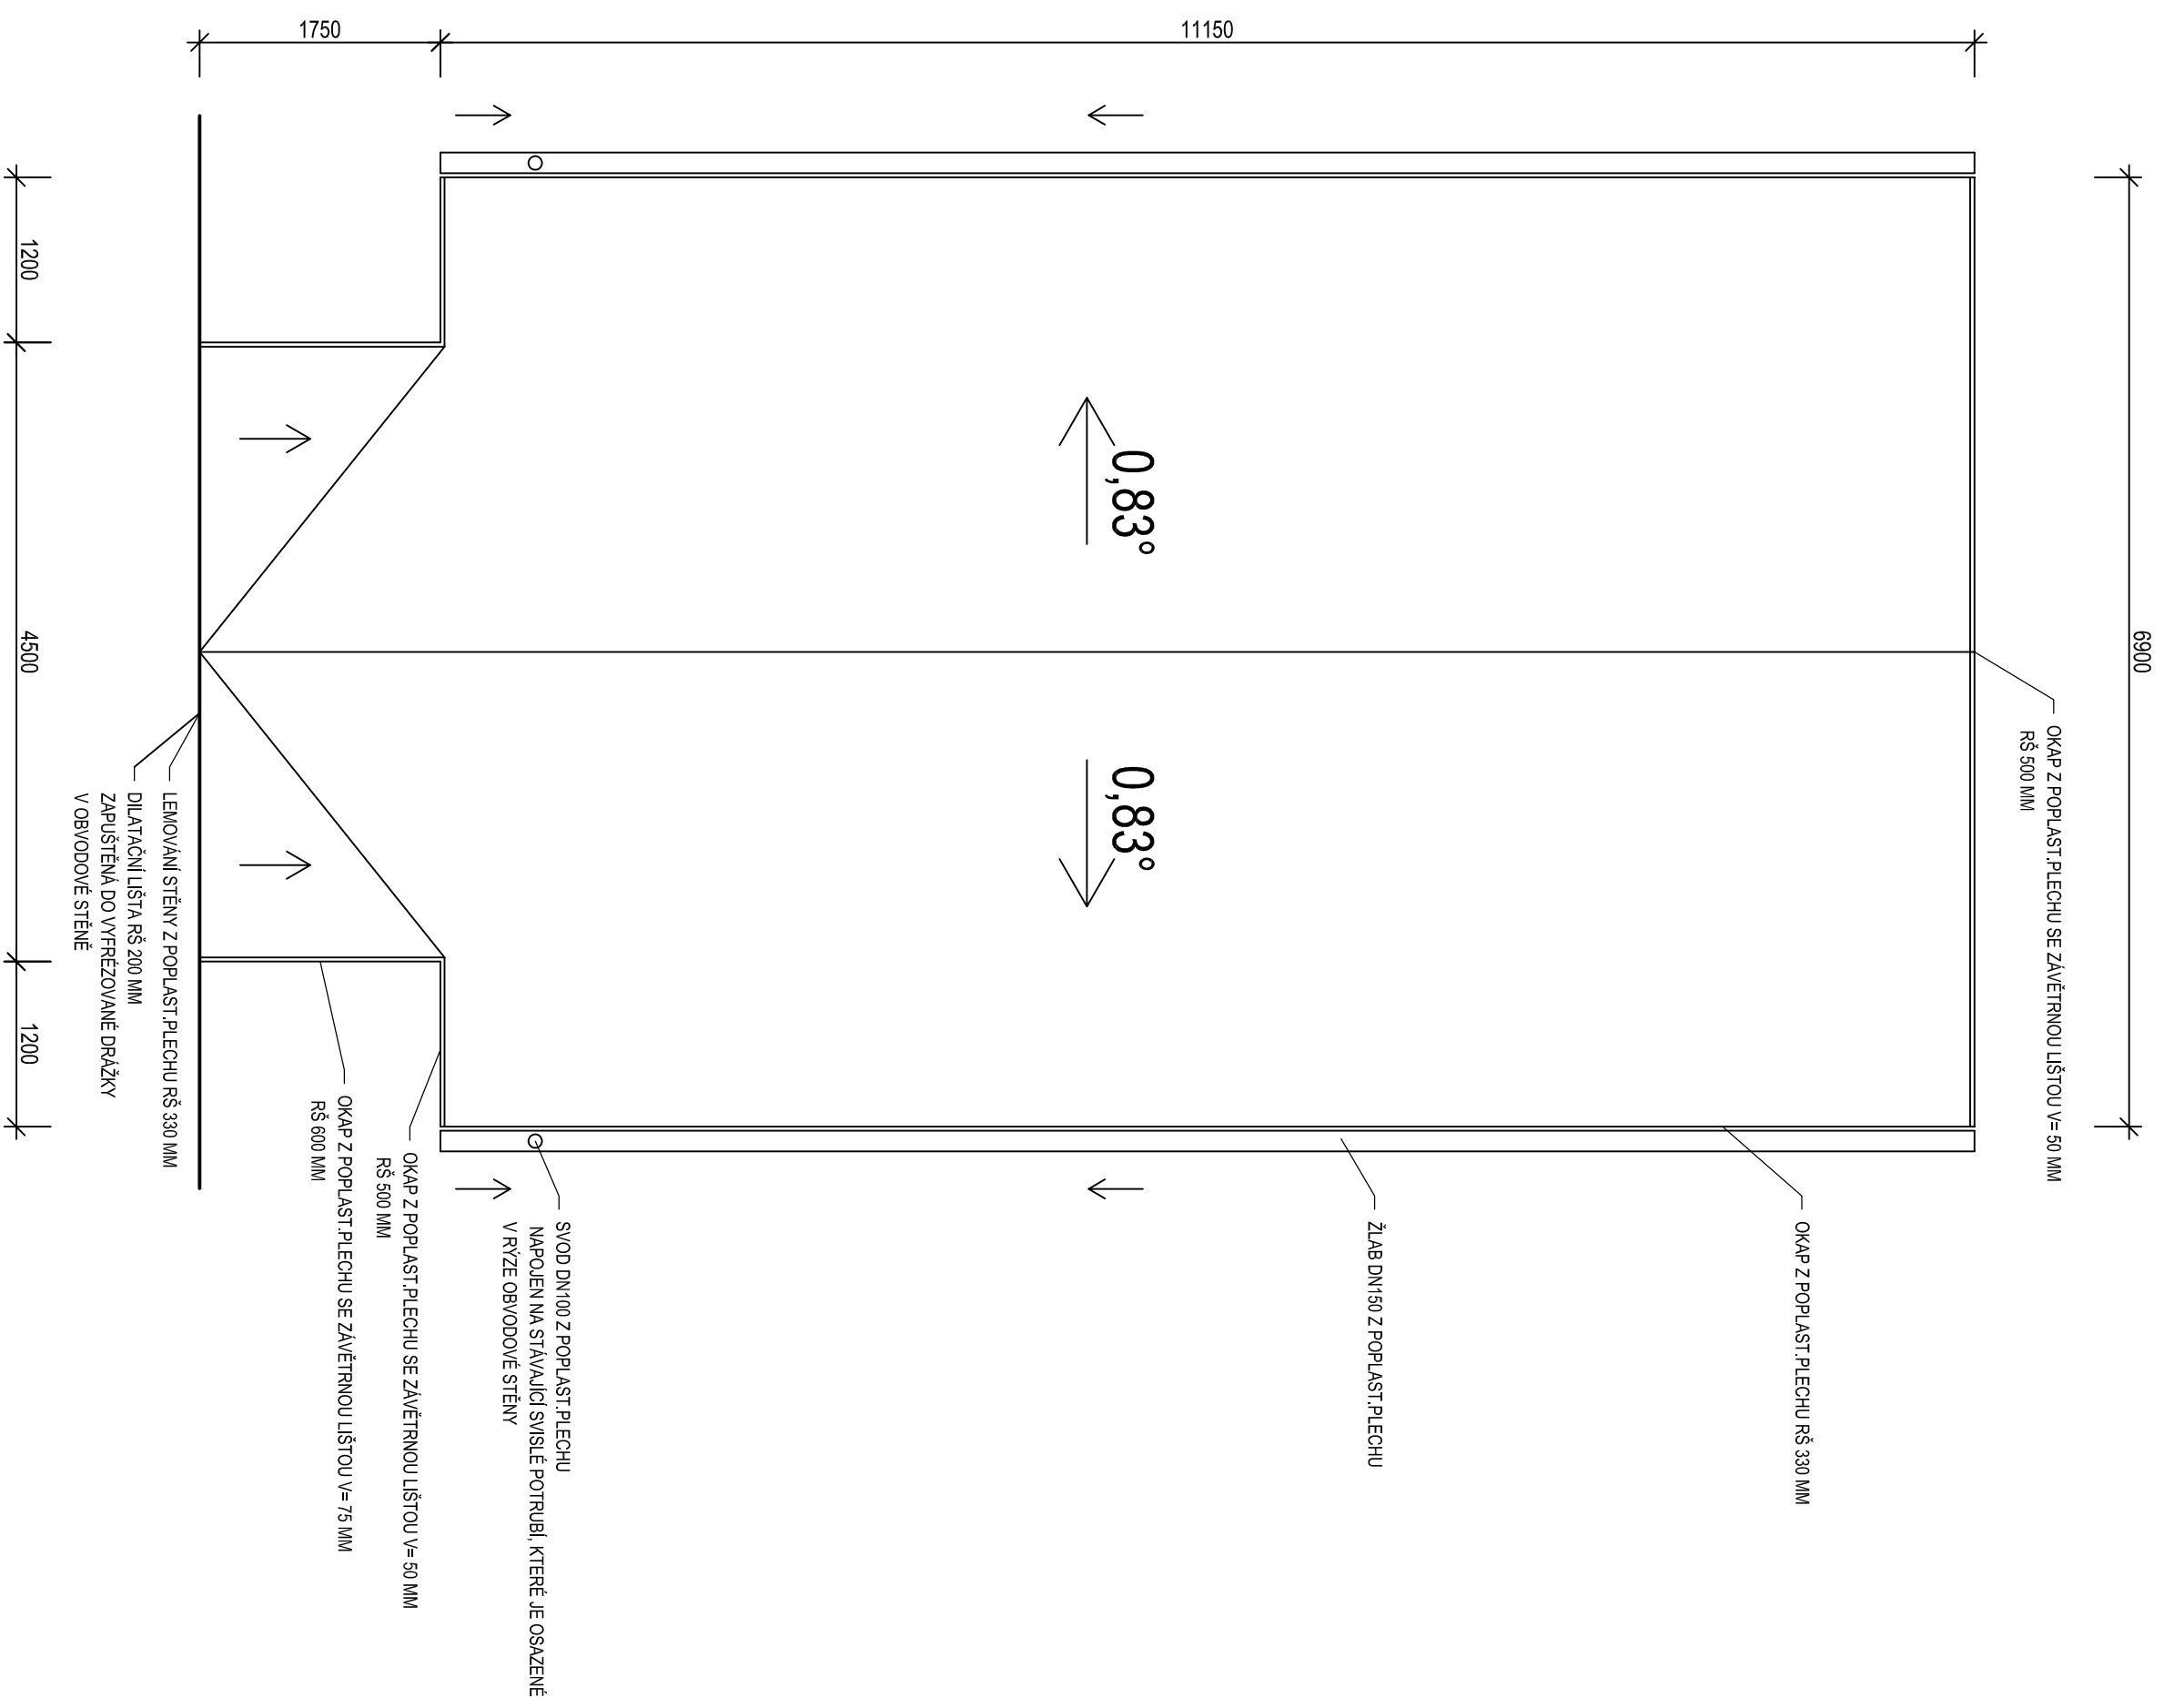 1750
11150
6900
1200
4500
1200
0,83°
0,83°
OKAP Z POPLAST.PLECHU SE ZÁVĚTRNOU LIŠTOU V= 50 MM
RŠ 500 MM
OKAP Z POPLAST.PLECHU RŠ 330 MM
ŽLAB DN150 Z POPLAST.PLECHU
SVOD DN100 Z POPLAST.PLECHU
NAPOJEN NA STÁVAJÍCÍ SVISLÉ POTRUBÍ, KTERÉ JE OSAZENÉ
V RÝZE OBVODOVÉ STĚNY
OKAP Z POPLAST.PLECHU SE ZÁVĚTRNOU LIŠTOU V= 50 MM
RŠ 500 MM
OKAP Z POPLAST.PLECHU SE ZÁVĚTRNOU LIŠTOU V= 75 MM
RŠ 600 MM
LEMOVÁNÍ STĚNY Z POPLAST.PLECHU RŠ 330 MM
DILATAČNÍ LIŠTA RŠ 200 MM
ZAPUŠTĚNÁ DO VYFRÉZOVANÉ DRÁŽKY
V OBVODOVÉ STĚNĚ